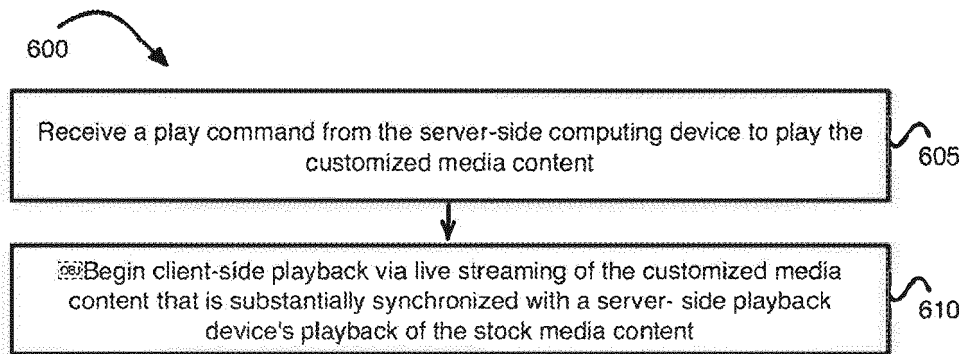 600
Receive a play command from the server-side computing device to play the
customized media content
605
Begin client-side playback via live streaming of the customized media
content that is substantially synchronized with a server- side playback
device's playback of the stock media content
610